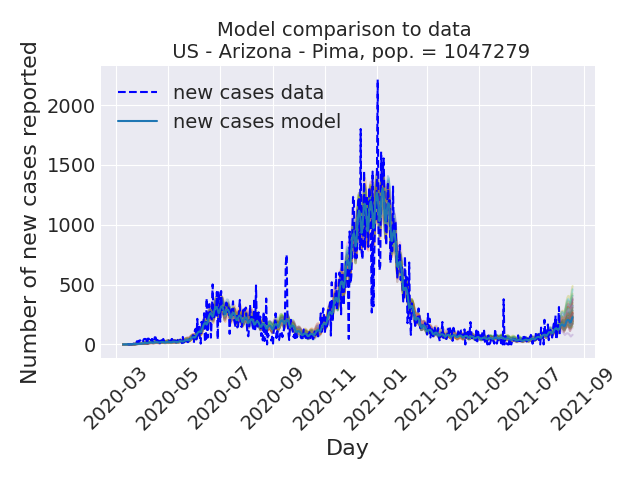 Model comparison to data
US - Arizona - Pima, pop. = 1047279
Number of new cases reported
2000
1500
1000
500
0
new cases data
new cases model
2020-03
2020-05
2020-07
2020-09
2020-11
2021-01
2021-03
2021-05
2021-07
2021-09
Day